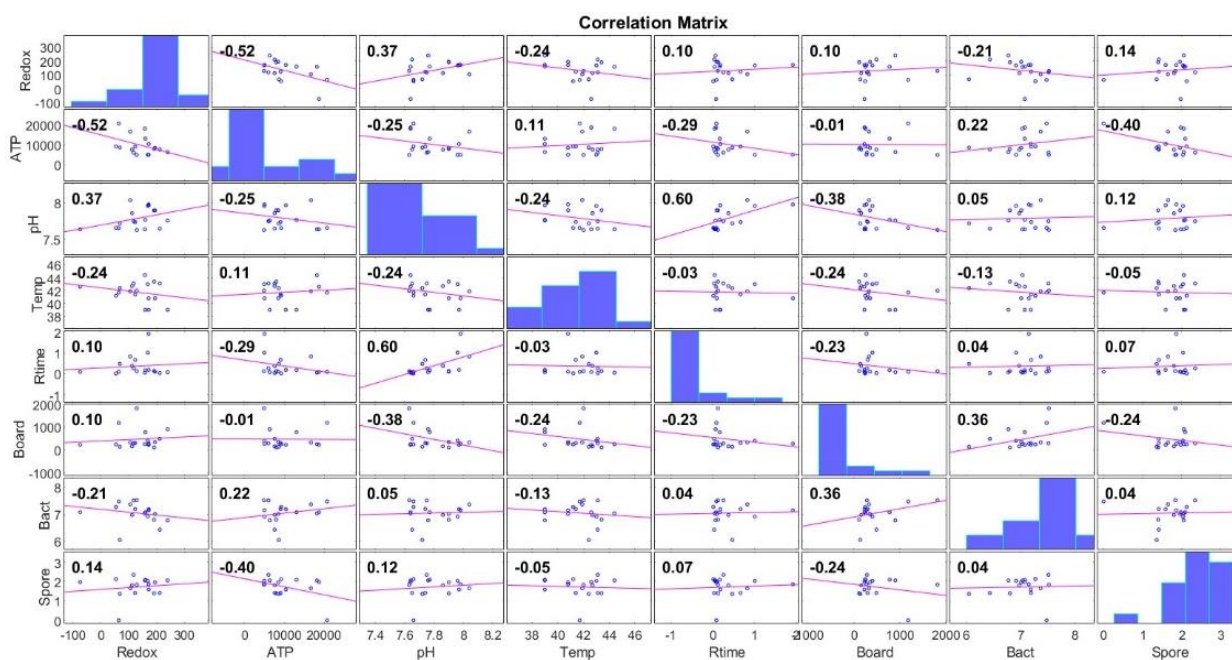 Correlation Matrix
Redox 300 200 100 0 -100 -0.52 0.37 -0.24 0.10 0.10 -0.21 0.14
ATP 20000 10000 0 -0.52 -0.25 0.11 -0.29 -0.01 0.22 -0.40
pH 8 7.5 0.37 -0.25 -0.24 0.60 -0.38 0.05 0.12
Temp 46 44 42 40 38 -0.24 0.11 -0.24 -0.03 -0.24 -0.13 -0.05
Rtime 2 1 0 -1 0.10 -0.29 0.60 -0.03 -0.23 0.04 0.07
Board 2000 1000 0 -1000 0.10 -0.01 -0.38 -0.24 -0.23 0.36 -0.24
Bact 8 7 6 -0.21 0.22 0.05 -0.13 0.04 0.36 0.04
Spore 3 2 1 0 0.14 -0.40 0.12 -0.05 0.07 -0.24 0.04
-100 0 100 200 300 0 10000 20000 7.4 7.6 7.8 8 8.2 38 40 42 44 46 -1 0 1 0 1000 6 7 8 0 1 2 3
Redox ATP pH Temp Rtime Board Bact Spore